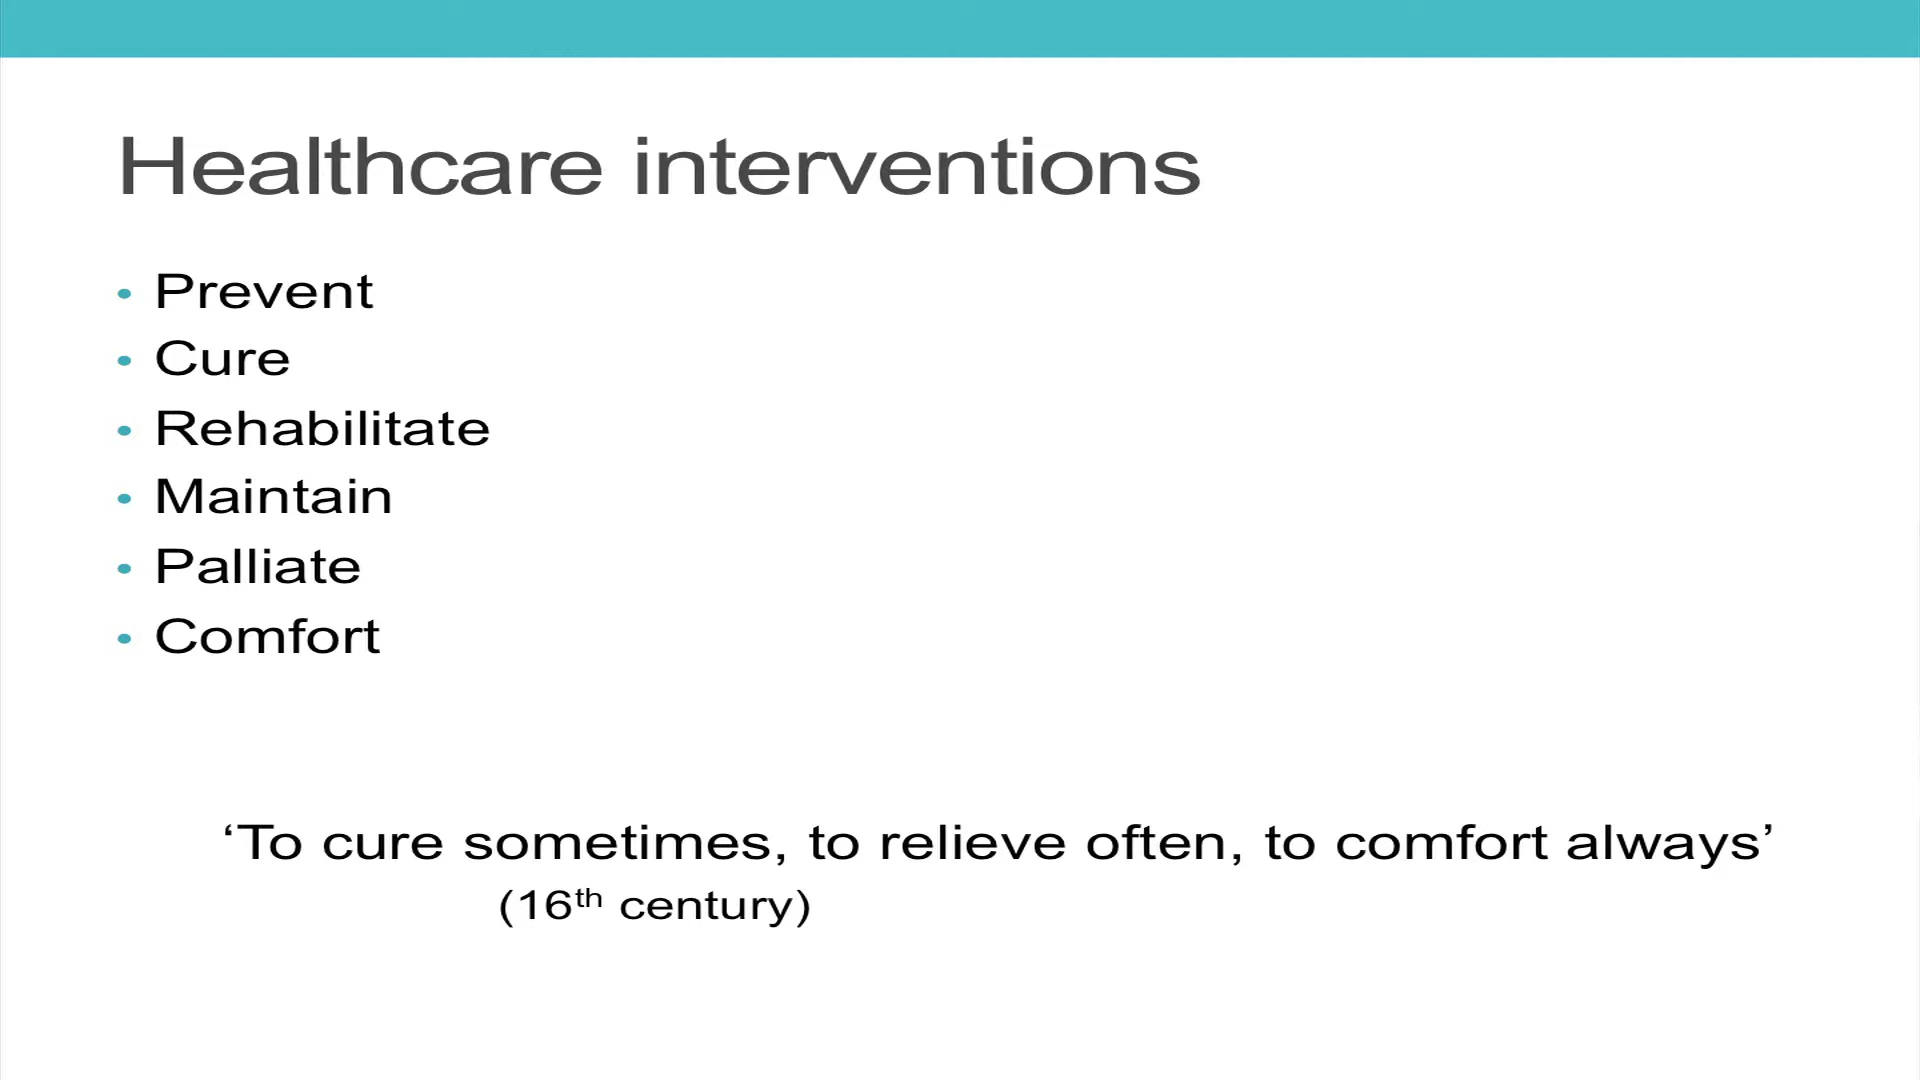 Healthcare interventions
• Prevent
• Cure
• Rehabilitate
• Maintain
• Palliate
• Comfort
‘To cure sometimes, to relieve often, to comfort always’
(16th century)